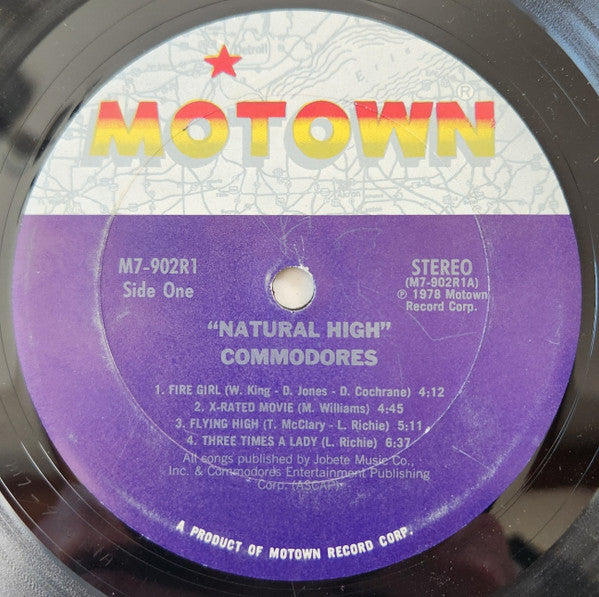 Detroit
ERIE
MOTOWN ®
M7-902R1
Side One
STEREO
(M7-902R1A)
℗ 1978 Motown
Record Corp.
"NATURAL HIGH"
COMMODORES
1. FIRE GIRL (W. King - D. Jones - D. Cochrane) 4:12
2. X-RATED MOVIE (M. Williams) 4:45
3. FLYING HIGH (T. McClary - L. Richie) 5:11
4. THREE TIMES A LADY (L. Richie) 6:37
All songs published by Jobete Music Co.,
Inc. & Commodores Entertainment Publishing
Corp. (ASCAP)
A PRODUCT OF MOTOWN RECORD CORP.